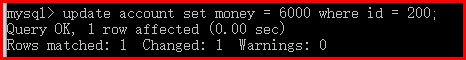 mysql> update account set money = 6000 where id = 200;
Query OK, 1 row affected (0.00 sec)
Rows matched: 1  Changed: 1  Warnings: 0